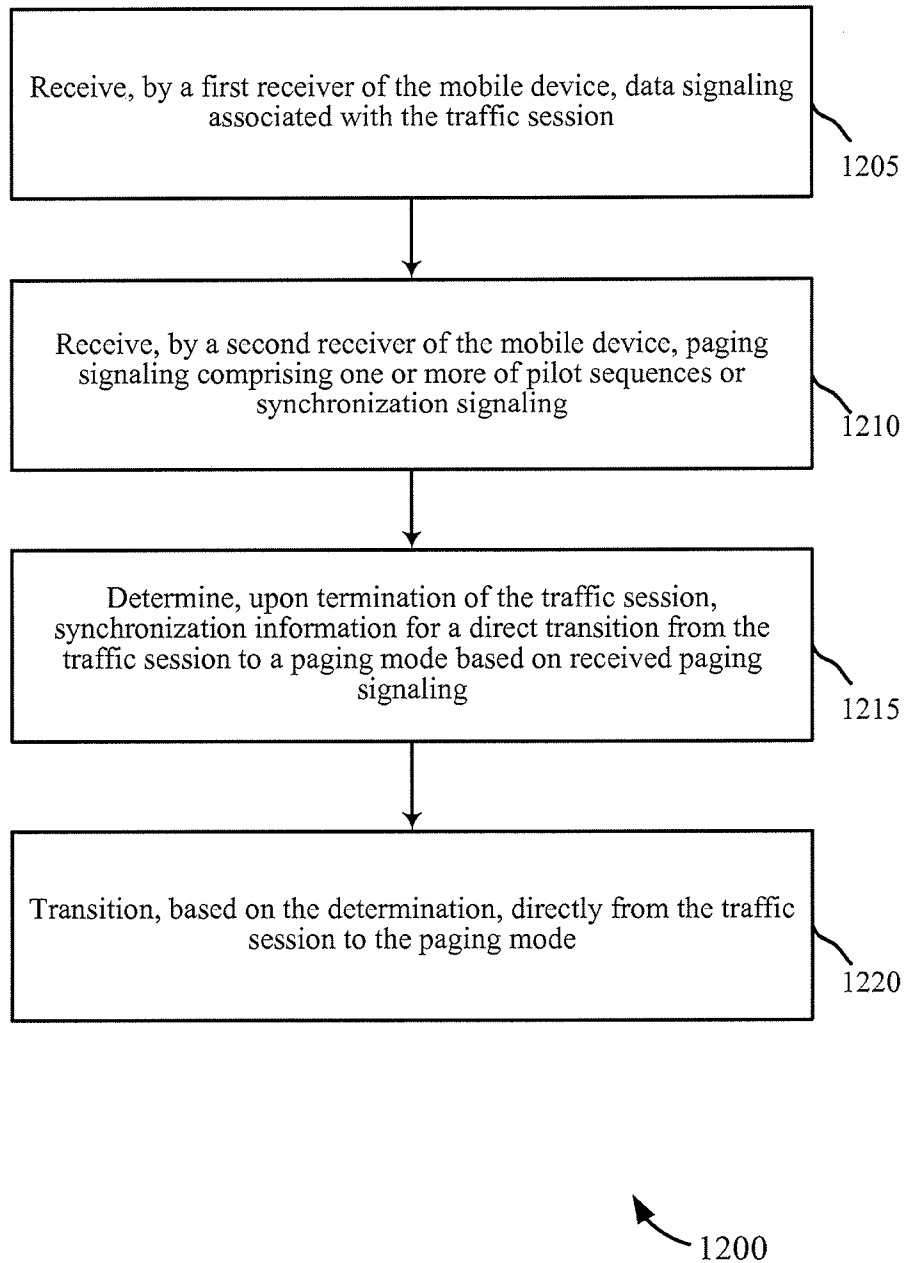 Receive, by a first receiver of the mobile device, data signaling
associated with the traffic session
1205
Receive, by a second receiver of the mobile device, paging
signaling comprising one or more of pilot sequences or
synchronization signaling
1210
Determine, upon termination of the traffic session,
synchronization information for a direct transition from the
traffic session to a paging mode based on received paging
signaling
1215
Transition, based on the determination, directly from the traffic
session to the paging mode
1220
1200